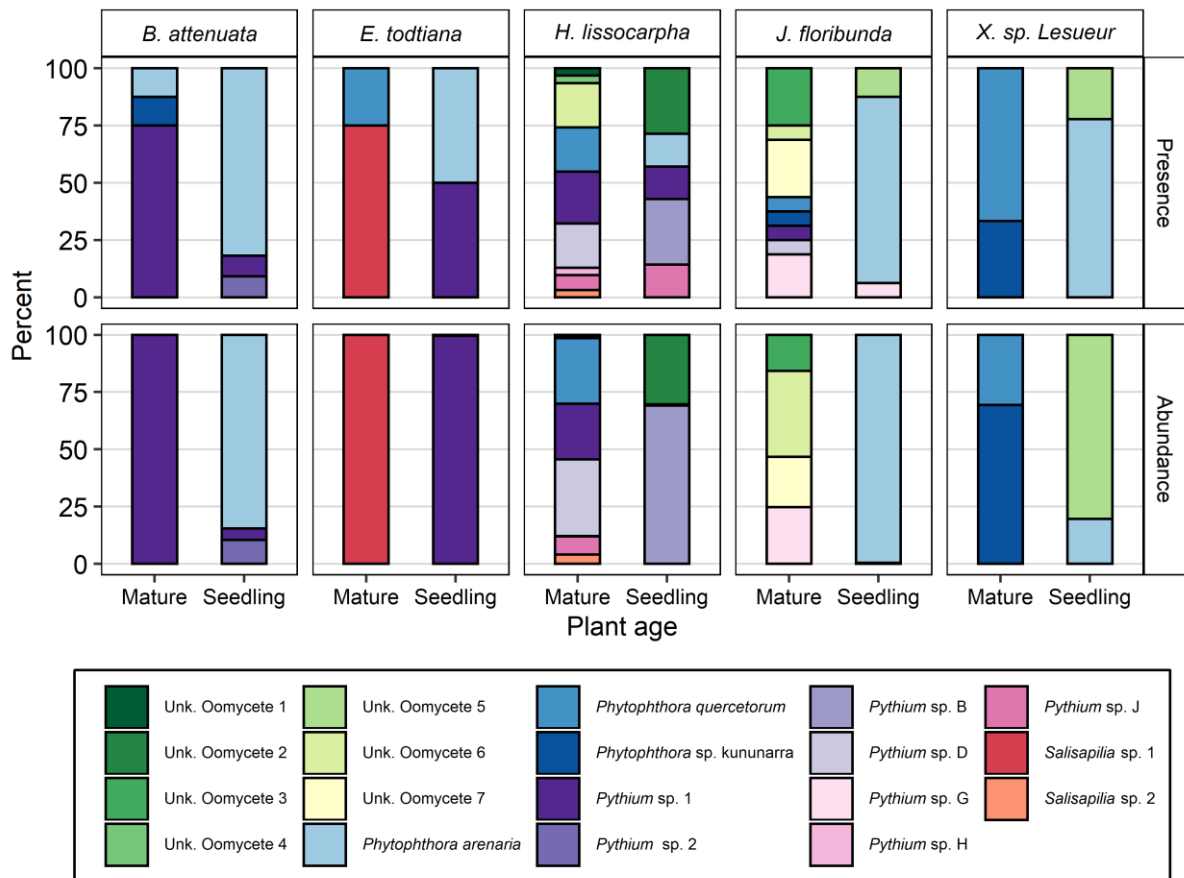 B. attenuata E. todtiana H. lissocarpha J. floribunda X. sp. Lesueur
100
75
50
25
0
Presence
Percent
100
75
50
25
0
Abundance
Mature Seedling Mature Seedling Mature Seedling Mature Seedling Mature Seedling
Plant age
Unk. Oomycete 1 Unk. Oomycete 5 Phytophthora quercetorum Pythium sp. B Pythium sp. J
Unk. Oomycete 2 Unk. Oomycete 6 Phytophthora sp. kununarra Pythium sp. D Salisapilia sp. 1
Unk. Oomycete 3 Unk. Oomycete 7 Pythium sp. 1 Pythium sp. G Salisapilia sp. 2
Unk. Oomycete 4 Phytophthora arenaria Pythium sp. 2 Pythium sp. H